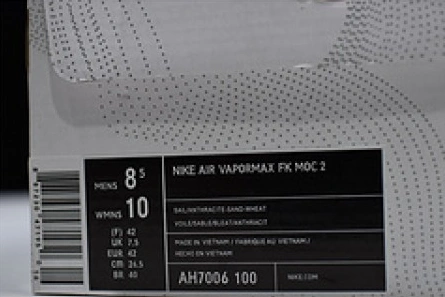 NIKE AIR VAPORMAX FK MOC 2
MENS 8.5
WMNS 10
SAIL/ANTHRACITE-SAND-WHEAT
VOILE/SABLE/BLEAT/ANTHRACIT
(F) 42
UK 7,5
EUR 42
CM 26.5
BR 40
MADE IN VIETNAM / FABRIQUE AU VIETNAM /
HECHO EN VIETNAM
AH7006 100
NIKE.COM